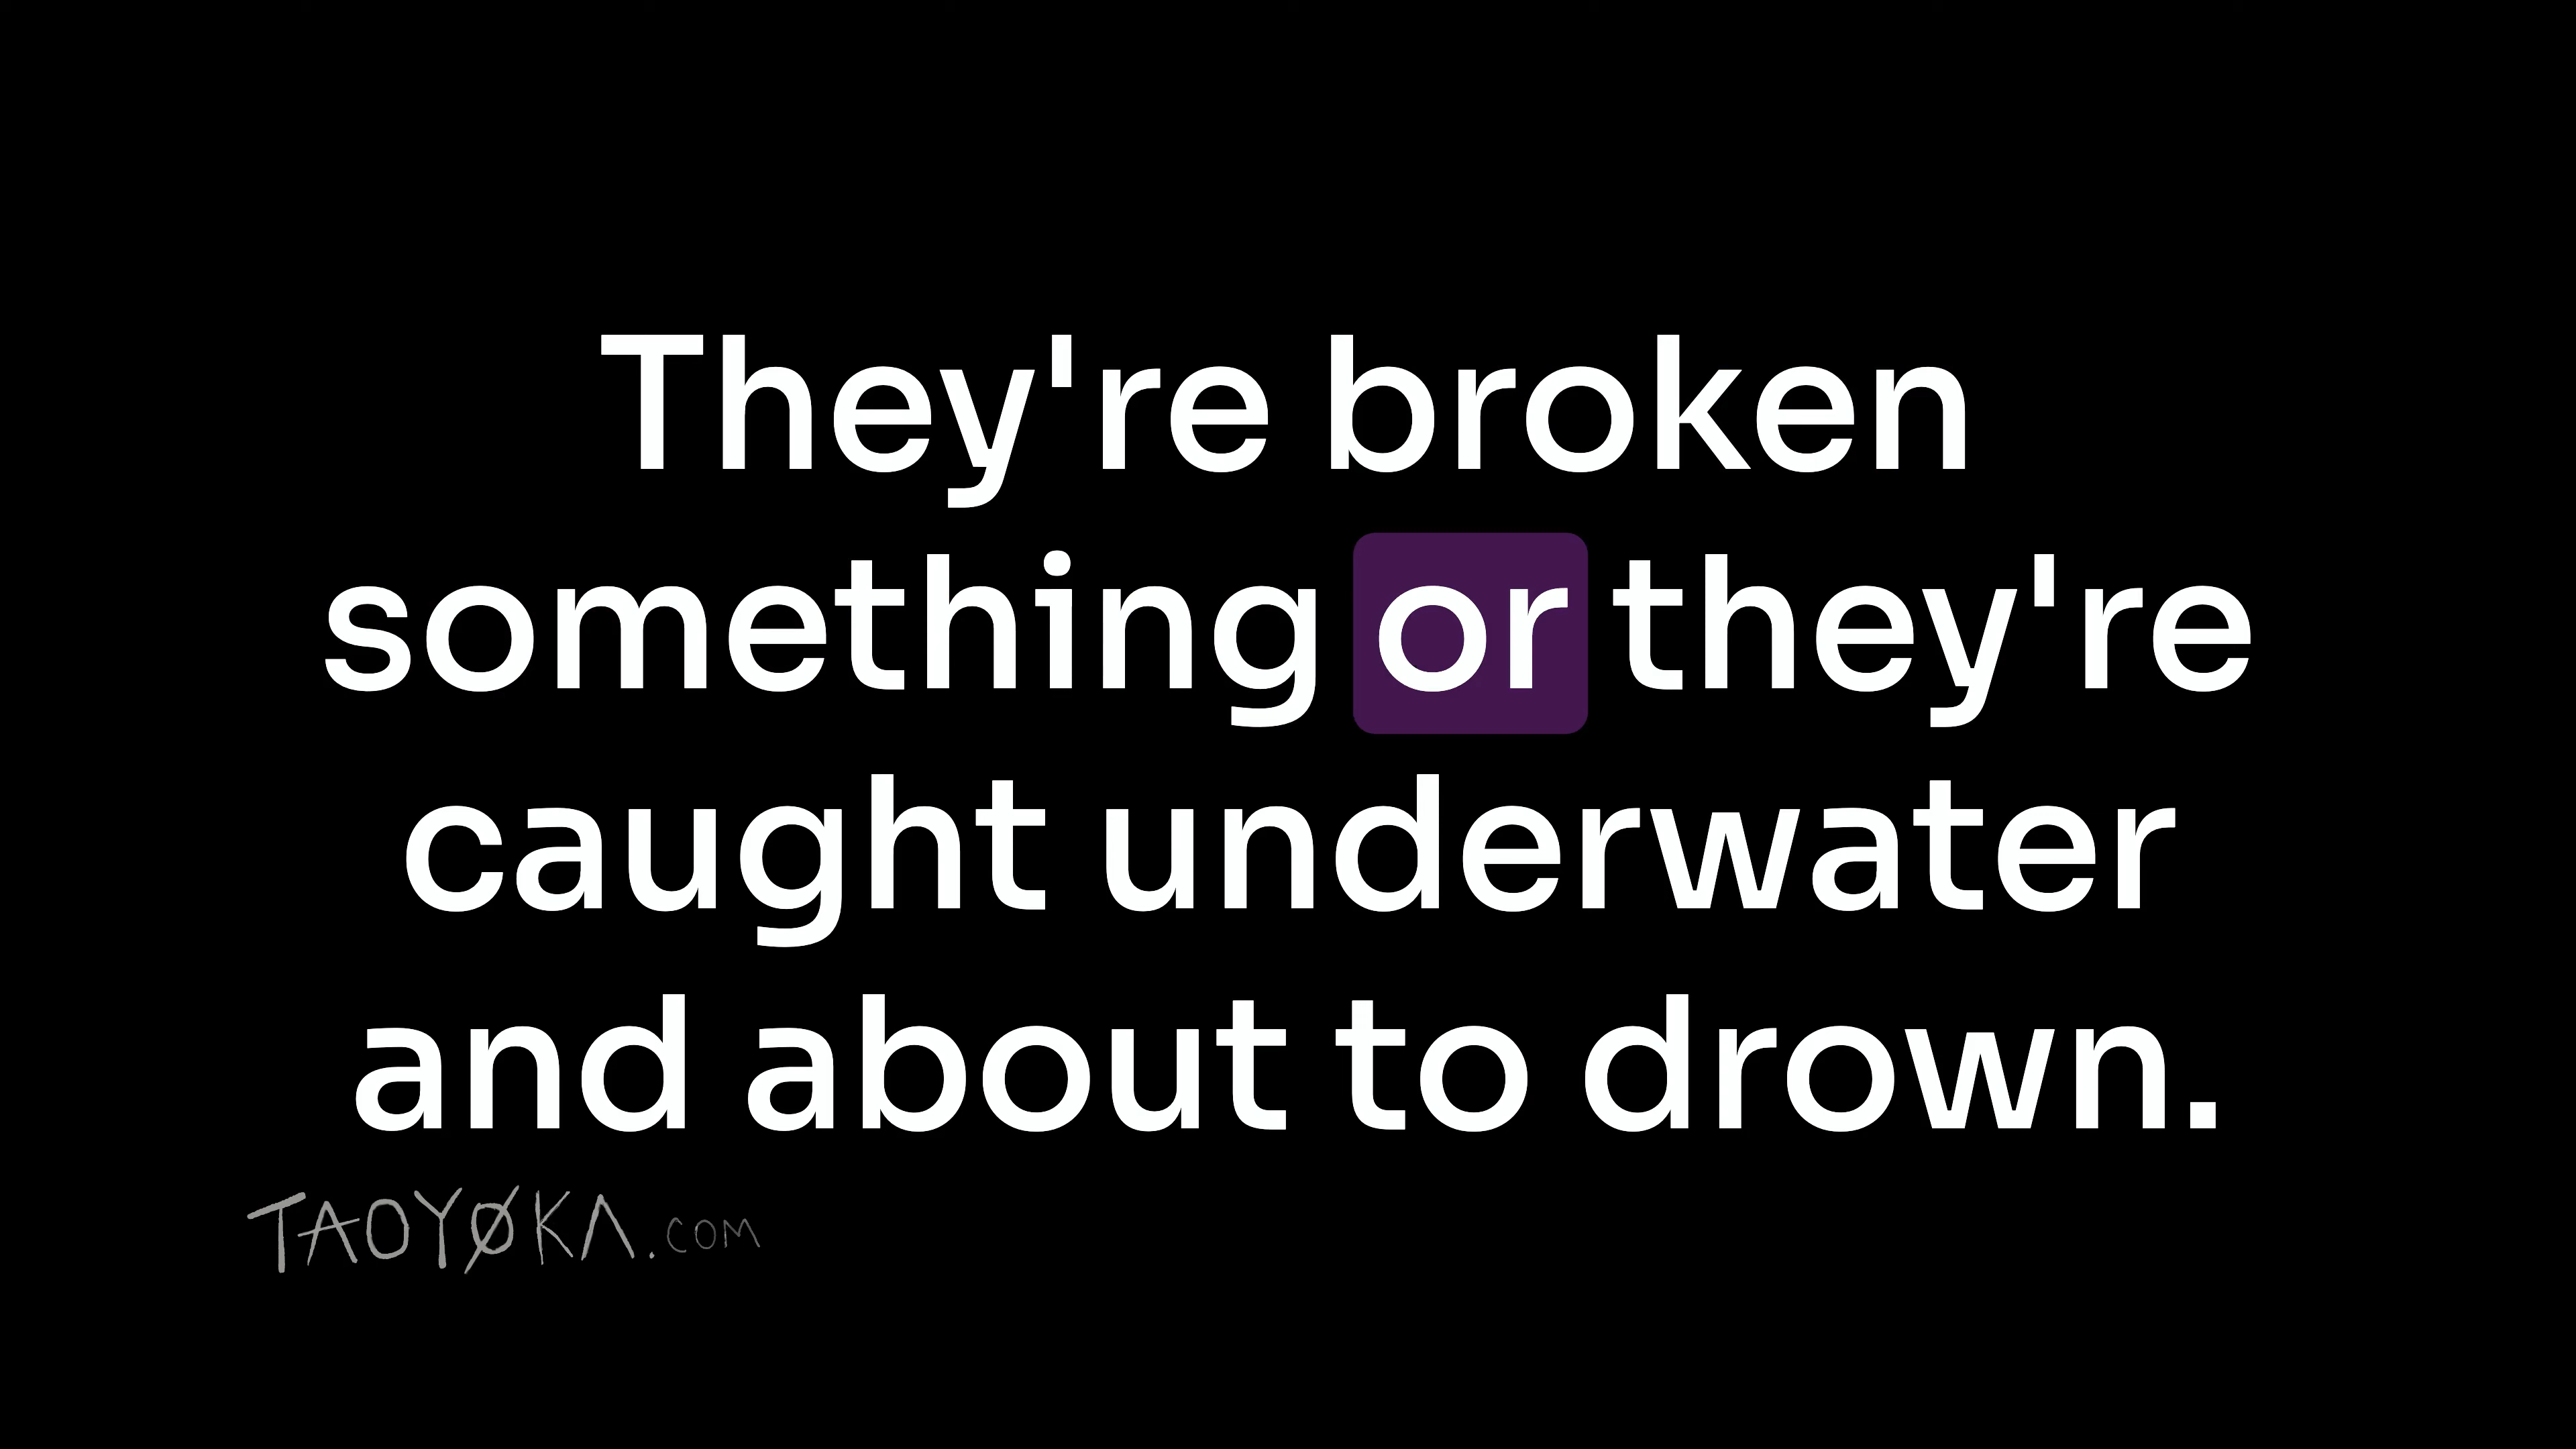 They're broken
something or they're
caught underwater
and about to drown.
TAOYØKA.COM